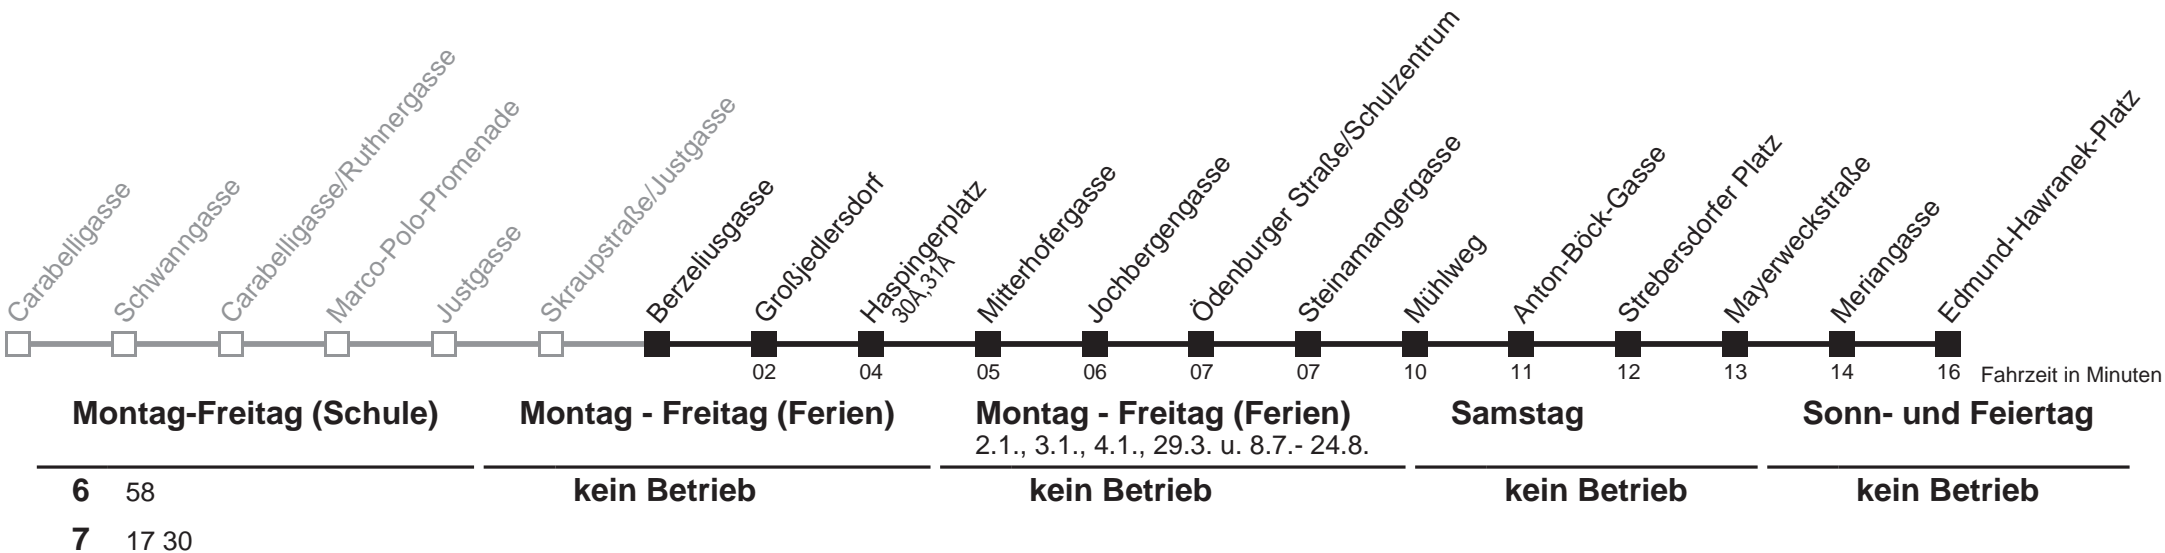 Carabelligasse
Schwanngasse
Carabelligasse/Ruthnergasse
Marco-Polo-Promenade
Justgasse
Skraupstraße/Justgasse
Berzeliusgasse
Großjedlersdorf
Haspingerplatz
30A,31A
Mitterhofergasse
Jochbergengasse
Ödenburger Straße/Schulzentrum
Steinamangergasse
Mühlweg
Anton-Böck-Gasse
Strebersdorfer Platz
Mayerweckstraße
Meriangasse
Edmund-Hawranek-Platz
02 04 05 06 07 07 10 11 12 13 14 16 Fahrzeit in Minuten
Montag-Freitag (Schule) Montag - Freitag (Ferien) Montag - Freitag (Ferien) Samstag Sonn- und Feiertag
2.1., 3.1., 4.1., 29.3. u. 8.7.- 24.8.
6 58 kein Betrieb kein Betrieb kein Betrieb kein Betrieb
7 17 30